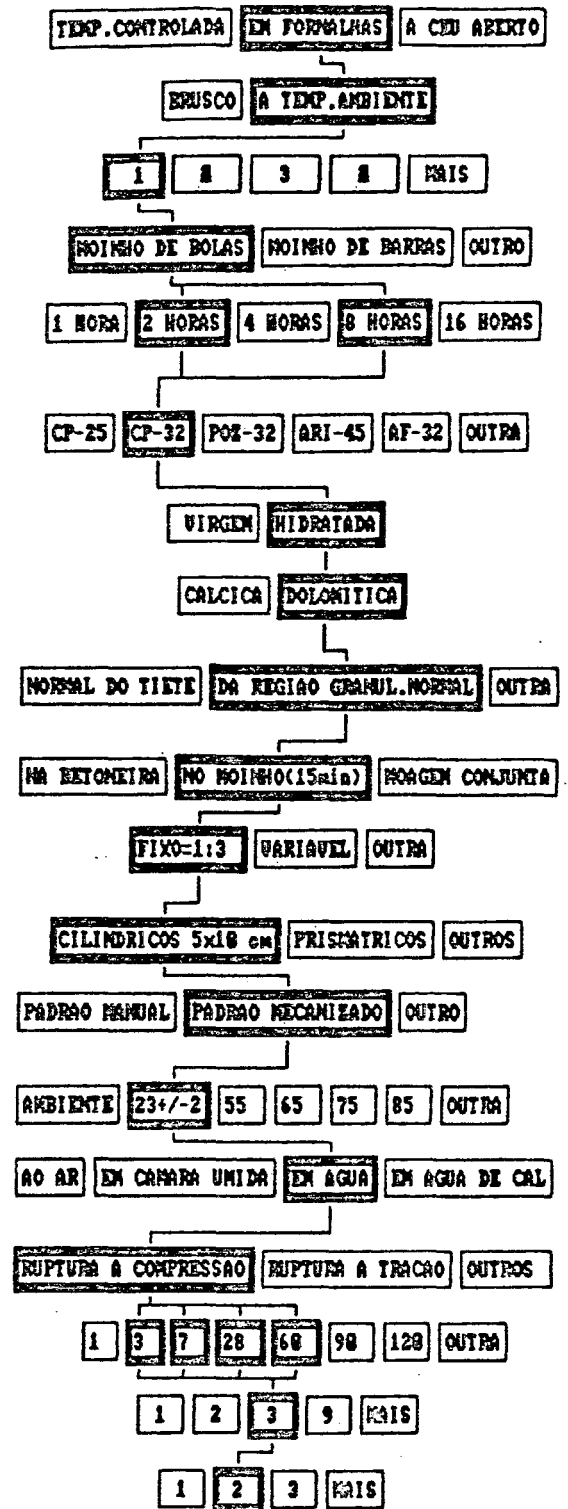 TEMP.CONTROLADA EM FORNALHAS A CEU ABERTO
BRUSCO A TEMP.AMBIENTE
1 3 MAIS
MOINHO DE BOLAS MOINHO DE BARRAS OUTRO
1 HORA 2 HORAS 4 HORAS 8 HORAS 16 HORAS
CP-25 CP-32 POZ-32 ARI-45 AF-32 OUTRA
VIRGEM HIDRATADA
CALCICA DOLOMITICA
NORMAL DO TIETE DA REGIAO GRANUL.NORMAL OUTRA
NA BETONEIRA NO MOINHO(15min) MOAGEM CONJUNTA
FIXO=1:3 VARIAVEL OUTRA
CILINDRICOS 5x10 cm PRISMATRICOS OUTROS
PADRAO MANUAL PADRAO MECANIZADO OUTRO
AMBIENTE 23+/-2 55 65 75 85 OUTRA
AO AR EM CAMARA UMIDA EM AGUA EM AGUA DE CAL
RUPTURA A COMPRESSAO RUPTURA A TRACAO OUTROS
1 3 7 28 60 90 120 OUTRA
1 2 3 9 MAIS
1 2 3 MAIS